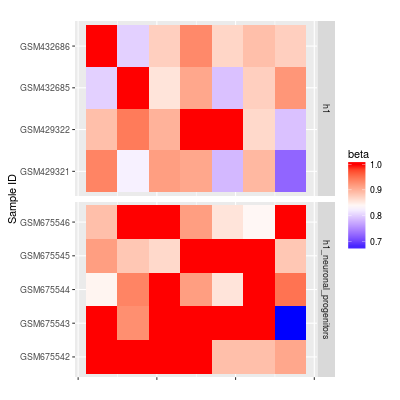 Sample ID
GSM432686
GSM432685
GSM429322
GSM429321
h1
GSM675546
GSM675545
GSM675544
GSM675543
GSM675542
h1_neuronal_progenitors
beta
1.0
0.9
0.8
0.7